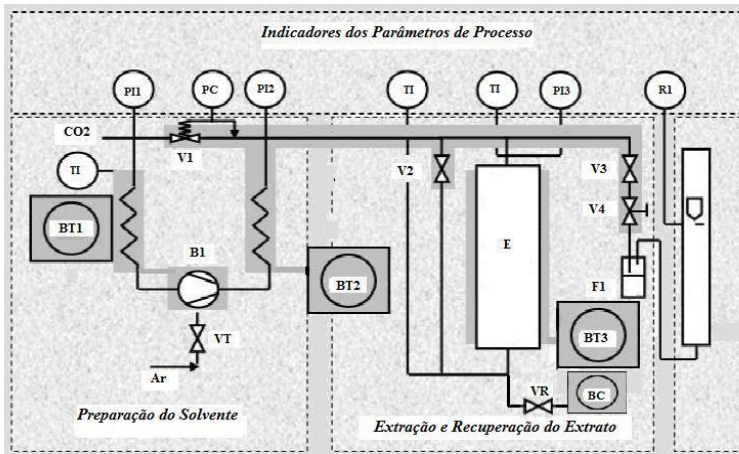 Indicadores dos Parâmetros de Processo
PI1
PC
PI2
TI
TI
PI3
R1
CO2
V1
TI
V2
V3
V4
BT1
B1
E
BT2
F1
VT
BT3
Ar
VR
BC
Preparação do Solvente
Extração e Recuperação do Extrato